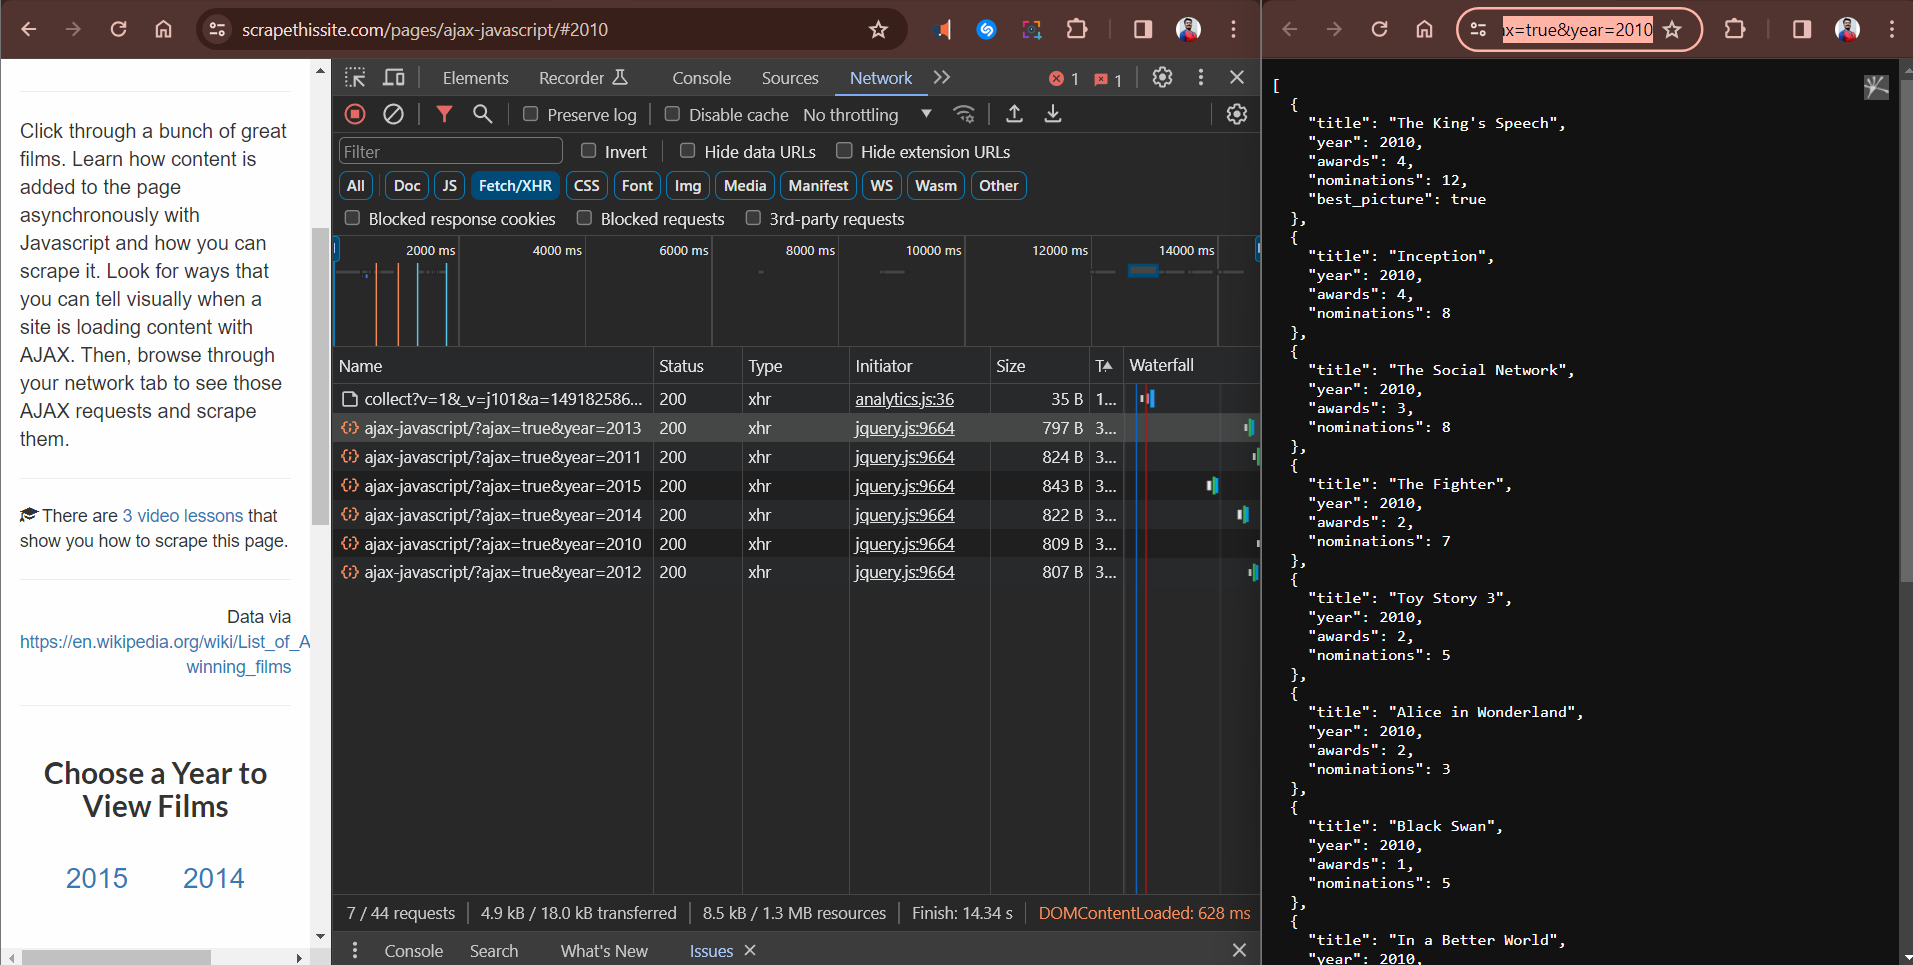 scrapethissite.com/pages/ajax-javascript/#2010
Click through a bunch of great
films. Learn how content is
added to the page
asynchronously with
Javascript and how you can
scrape it. Look for ways that
you can tell visually when a
site is loading content with
AJAX. Then, browse through
your network tab to see those
AJAX requests and scrape
them.
There are 3 video lessons that
show you how to scrape this page.
Data via
https://en.wikipedia.org/wiki/List_of_A
winning_films
Choose a Year to
View Films
2015 2014
Elements Recorder Console Sources Network 1 1
Preserve log Disable cache No throttling
Filter Invert Hide data URLs Hide extension URLs
All Doc JS Fetch/XHR CSS Font Img Media Manifest WS Wasm Other
Blocked response cookies Blocked requests 3rd-party requests
2000 ms 4000 ms 6000 ms 8000 ms 10000 ms 12000 ms 14000 ms
Name Status Type Initiator Size T Waterfall
collect?v=1&_v=j101&a=149182586... 200 xhr analytics.js:36 35 B 1...
ajax-javascript/?ajax=true&year=2013 200 xhr jquery.js:9664 797 B 3...
ajax-javascript/?ajax=true&year=2011 200 xhr jquery.js:9664 824 B 3...
ajax-javascript/?ajax=true&year=2015 200 xhr jquery.js:9664 843 B 3...
ajax-javascript/?ajax=true&year=2014 200 xhr jquery.js:9664 822 B 3...
ajax-javascript/?ajax=true&year=2010 200 xhr jquery.js:9664 809 B 3...
ajax-javascript/?ajax=true&year=2012 200 xhr jquery.js:9664 807 B 3...
7 / 44 requests 4.9 kB / 18.0 kB transferred 8.5 kB / 1.3 MB resources Finish: 14.34 s DOMContentLoaded: 628 ms
Console Search What's New Issues
ax=true&year=2010
[
{
"title": "The King's Speech",
"year": 2010,
"awards": 4,
"nominations": 12,
"best_picture": true
},
{
"title": "Inception",
"year": 2010,
"awards": 4,
"nominations": 8
},
{
"title": "The Social Network",
"year": 2010,
"awards": 3,
"nominations": 8
},
{
"title": "The Fighter",
"year": 2010,
"awards": 2,
"nominations": 7
},
{
"title": "Toy Story 3",
"year": 2010,
"awards": 2,
"nominations": 5
},
{
"title": "Alice in Wonderland",
"year": 2010,
"awards": 2,
"nominations": 3
},
{
"title": "Black Swan",
"year": 2010,
"awards": 1,
"nominations": 5
},
{
"title": "In a Better World",
"year": 2010,